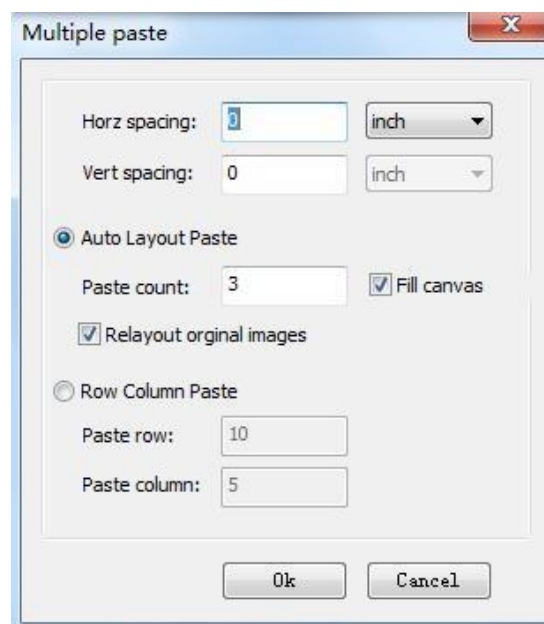 Multiple paste
Horz spacing: 0 inch
Vert spacing: 0 inch
Auto Layout Paste
Paste count: 3 Fill canvas
Relayout orginal images
Row Column Paste
Paste row: 10
Paste column: 5
Ok Cancel